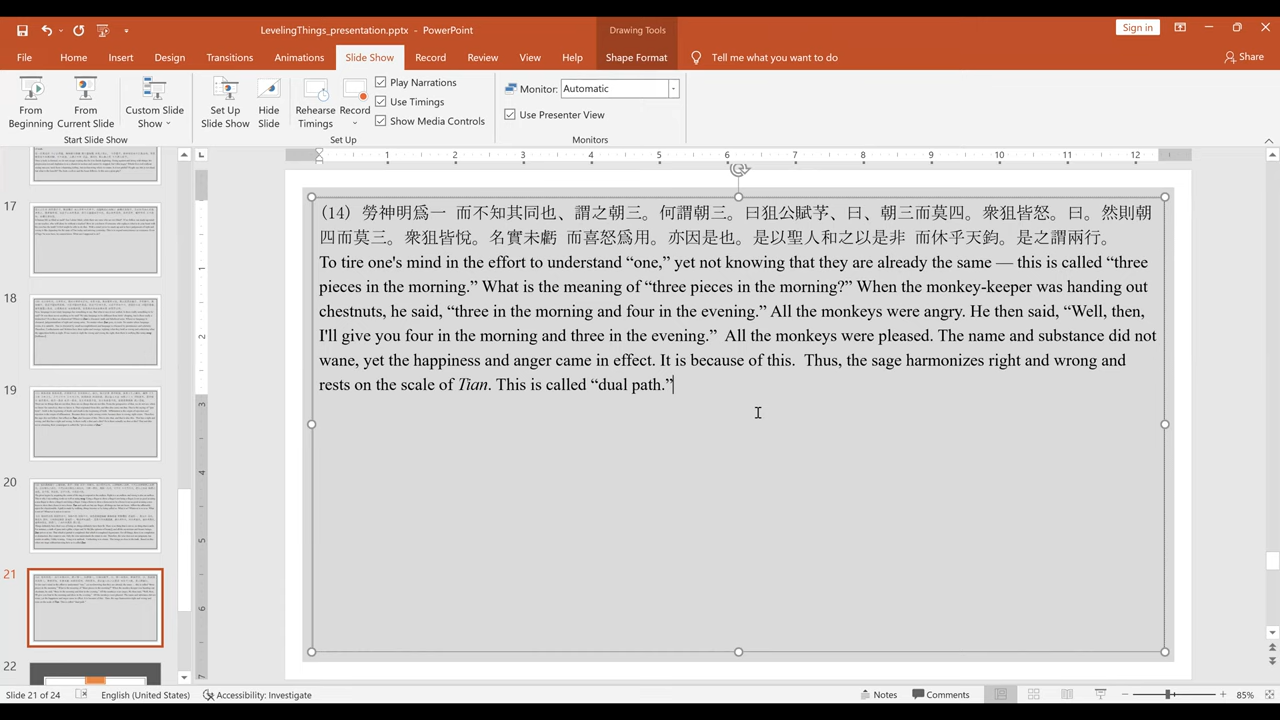 LevelingThings_presentation.pptx - PowerPoint
Drawing Tools
Sign in
File
Home
Insert
Design
Transitions
Animations
Slide Show
Record
Review
View
Help
Shape Format
Tell me what you want to do
Share
From Beginning
From Current Slide
Custom Slide Show
Set Up Slide Show
Hide Slide
Rehearse Timings
Record
Play Narrations
Use Timings
Show Media Controls
Monitor: Automatic
Use Presenter View
Start Slide Show
Set Up
Monitors
17
18
19
20
21
22
(14) 勞神明爲一 而不知其同也、謂之朝三。何謂朝三 曰狙公賦芧、曰、朝三而莫四。衆狙皆怒。曰。然則朝
四而莫三。衆狙皆悅。名實未虧 而喜怒爲用。亦因是也。是以聖人和之以是非 而休乎天鈞。是之謂兩行。
To tire one's mind in the effort to understand “one,” yet not knowing that they are already the same — this is called “three
pieces in the morning.” What is the meaning of “three pieces in the morning?” When the monkey-keeper was handing out
chestnuts, he said, “three in the morning and four in the evening.” All monkeys were angry. He then said, “Well, then,
I'll give you four in the morning and three in the evening.”  All the monkeys were pleased. The name and substance did not
wane, yet the happiness and anger came in effect. It is because of this.  Thus, the sage harmonizes right and wrong and
rests on the scale of Tian. This is called “dual path.”
Slide 21 of 24
English (United States)
Accessibility: Investigate
Notes
Comments
85%